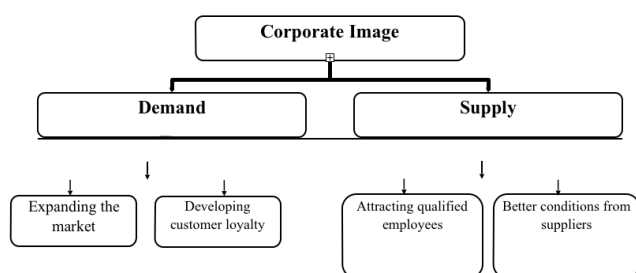 Corporate Image
Demand
Supply
Expanding the
market
Developing
customer loyalty
Attracting qualified
employees
Better conditions from
suppliers